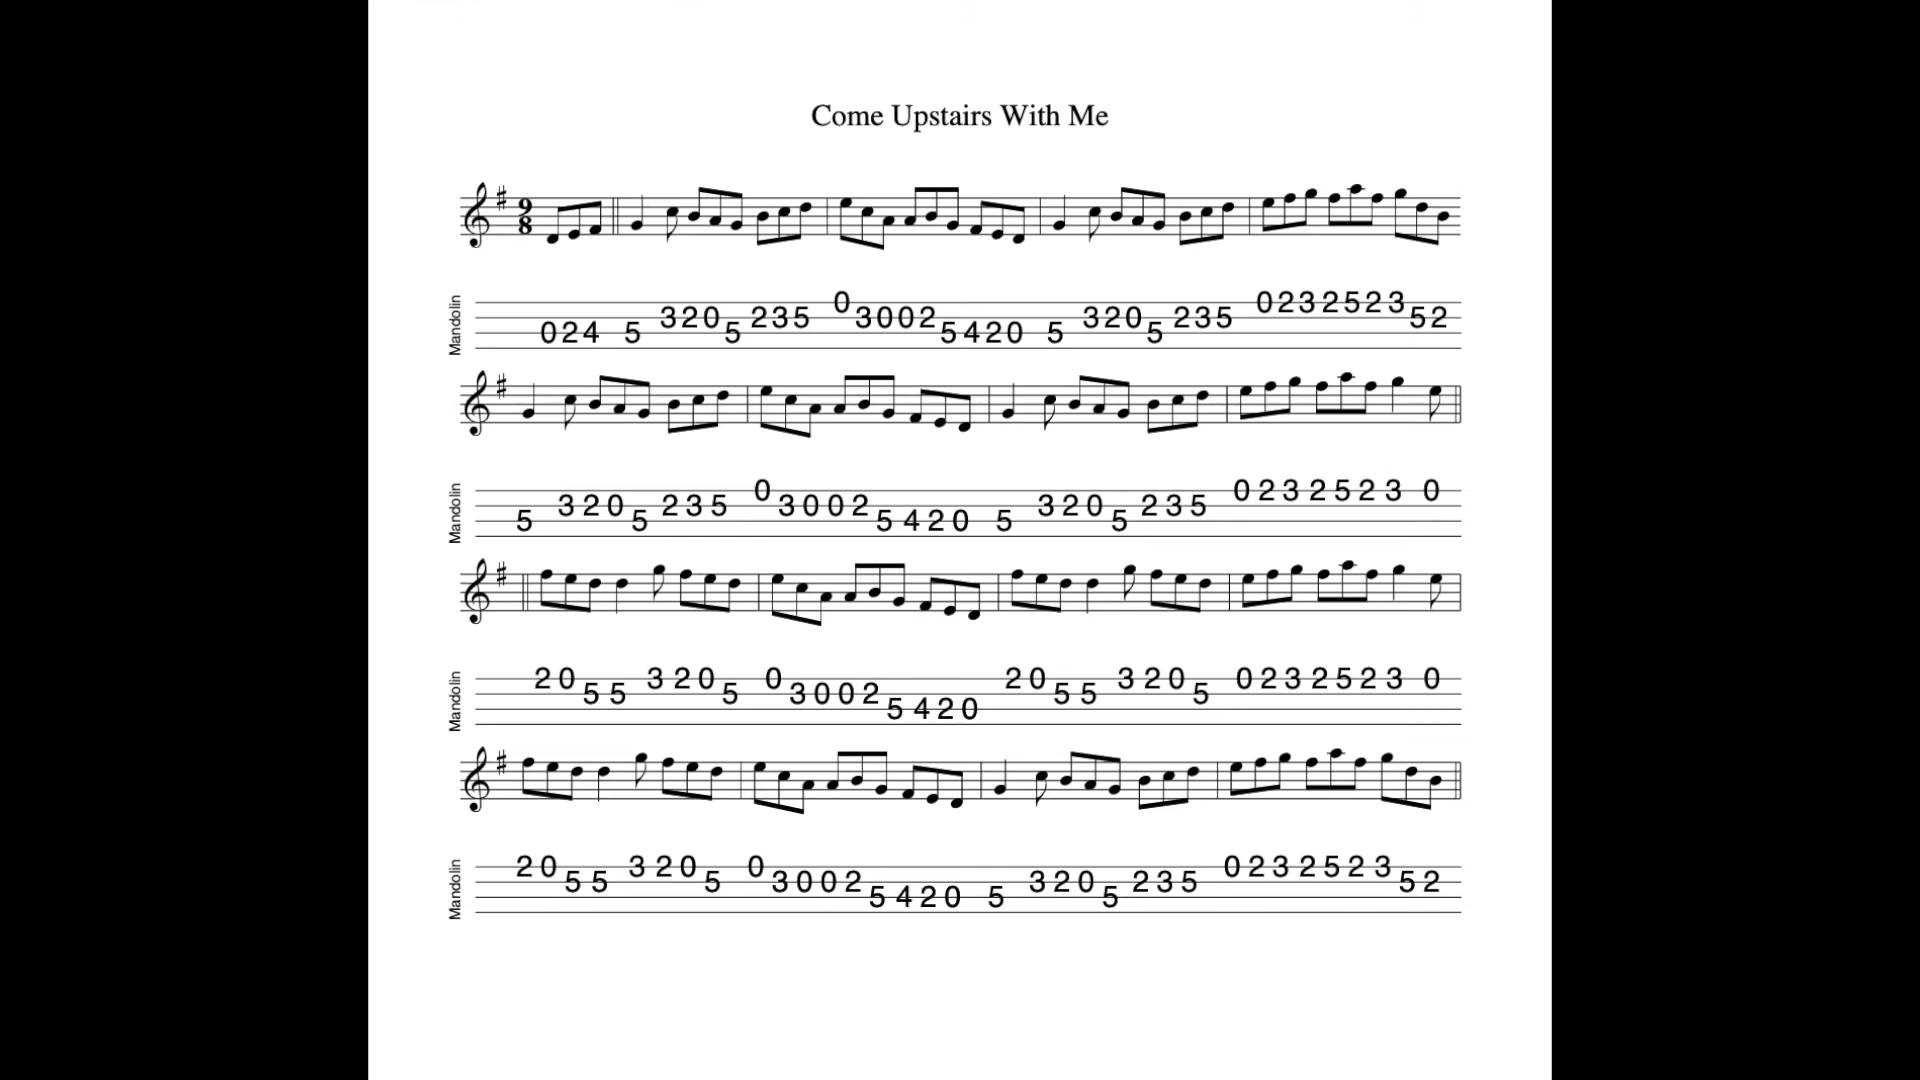 Come Upstairs With Me
9
8
Mandolin 0 2 4 5 3 2 0 5 2 3 5 0 3 0 0 2 5 4 2 0 5 3 2 0 5 2 3 5 0 2 3 2 5 2 3 5 2
Mandolin 5 3 2 0 5 2 3 5 0 3 0 0 2 5 4 2 0 5 3 2 0 5 2 3 5 0 2 3 2 5 2 3 0
Mandolin 2 0 5 5 3 2 0 5 0 3 0 0 2 5 4 2 0 2 0 5 5 3 2 0 5 0 2 3 2 5 2 3 0
Mandolin 2 0 5 5 3 2 0 5 0 3 0 0 2 5 4 2 0 5 3 2 0 5 2 3 5 0 2 3 2 5 2 3 5 2